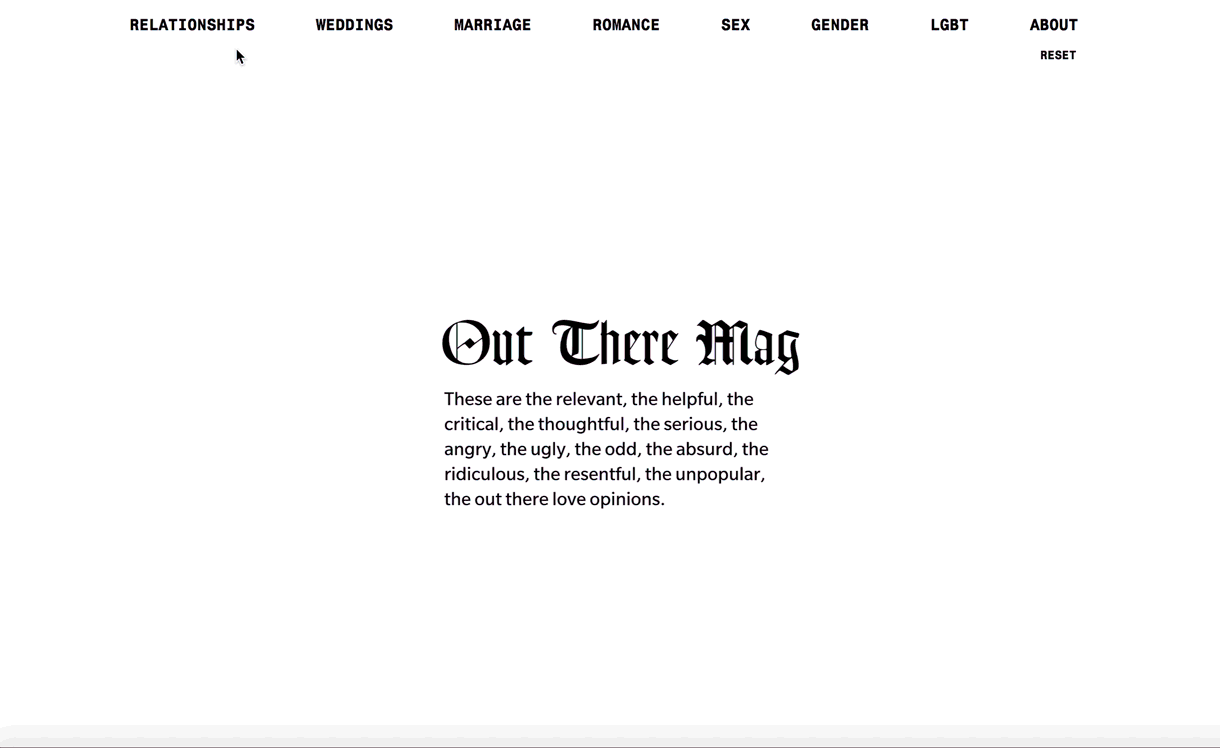 RELATIONSHIPS WEDDINGS MARRIAGE ROMANCE SEX GENDER LGBT ABOUT
RESET
Out There Mag
These are the relevant, the helpful, the
critical, the thoughtful, the serious, the
angry, the ugly, the odd, the absurd, the
ridiculous, the resentful, the unpopular,
the out there love opinions.